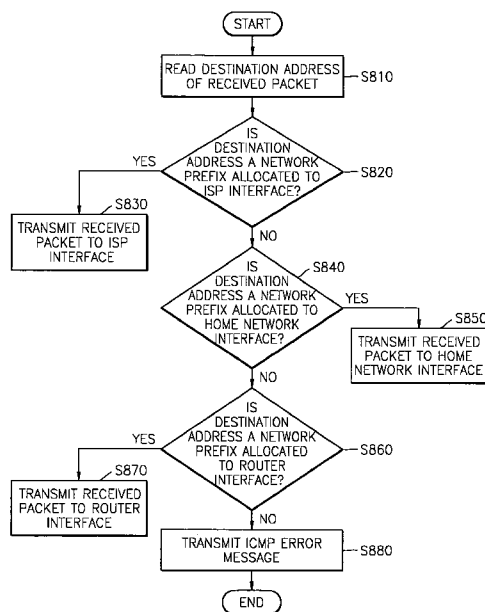 START
READ DESTINATION ADDRESS
OF RECEIVED PACKET
S810
IS
DESTINATION
ADDRESS A NETWORK
PREFIX ALLOCATED TO
ISP INTERFACE?
S820
YES
S830
TRANSMIT RECEIVED
PACKET TO ISP
INTERFACE
NO
IS
DESTINATION
ADDRESS A NETWORK
PREFIX ALLOCATED TO
HOME NETWORK
INTERFACE?
S840
YES
S850
TRANSMIT RECEIVED
PACKET TO HOME
NETWORK INTERFACE
NO
IS
DESTINATION
ADDRESS A NETWORK
PREFIX ALLOCATED
TO ROUTER
INTERFACE?
S860
YES
S870
TRANSMIT RECEIVED
PACKET TO ROUTER
INTERFACE
NO
TRANSMIT ICMP ERROR
MESSAGE
S880
END